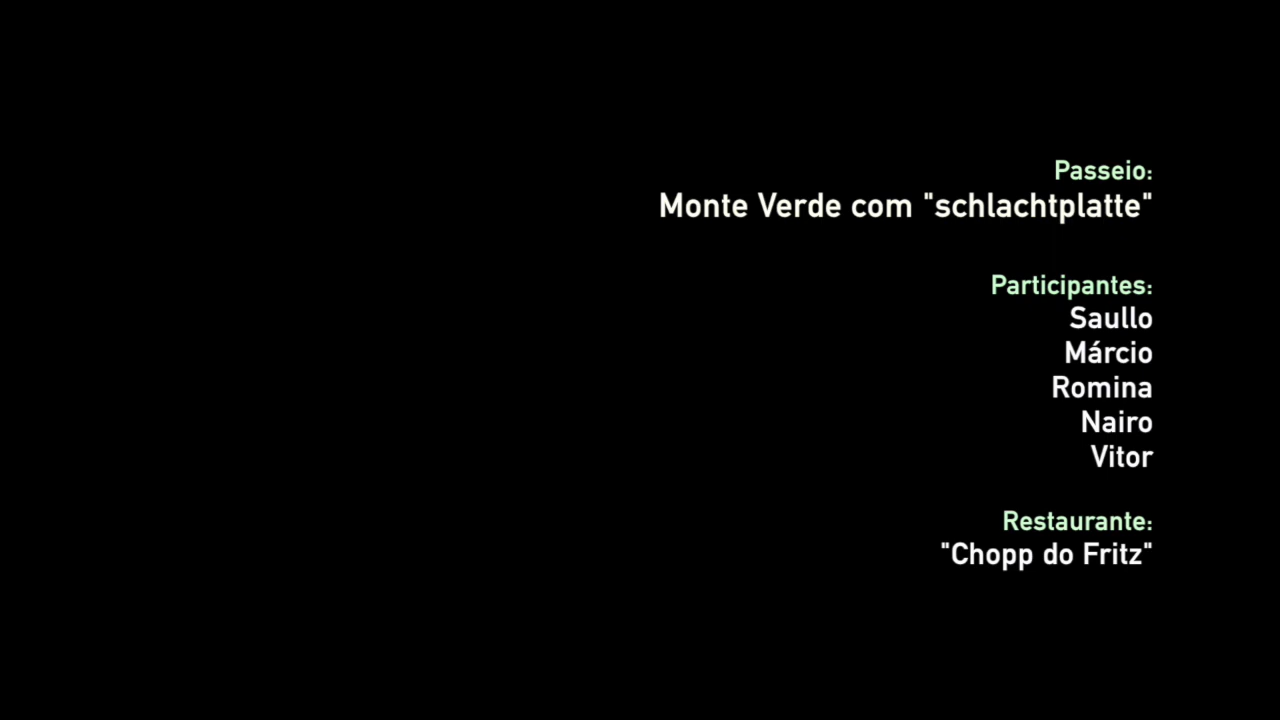 Passeio:
Monte Verde com "schlachtplatte"
Participantes:
Saullo
Márcio
Romina
Nairo
Vitor
Restaurante:
"Chopp do Fritz"